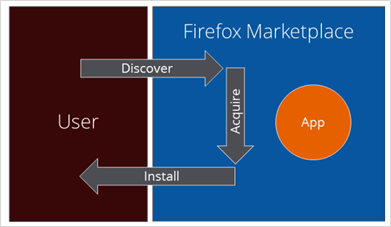 Firefox Marketplace
Discover
User
Acquire
App
Install